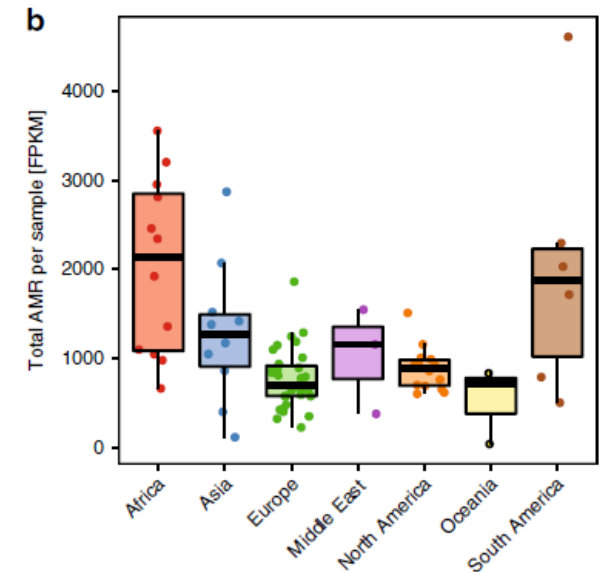 b
Total AMR per sample [FPKM]
4000
3000
2000
1000
0
Africa
Asia
Europe
Middle East
North America
Oceania
South America